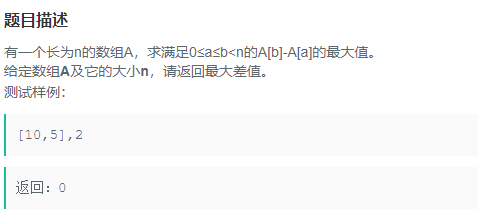 题目描述
有一个长为n的数组A，求满足0≤a≤b<n的A[b]-A[a]的最大值。
给定数组A及它的大小n，请返回最大差值。
测试样例：
[10,5],2
返回：0